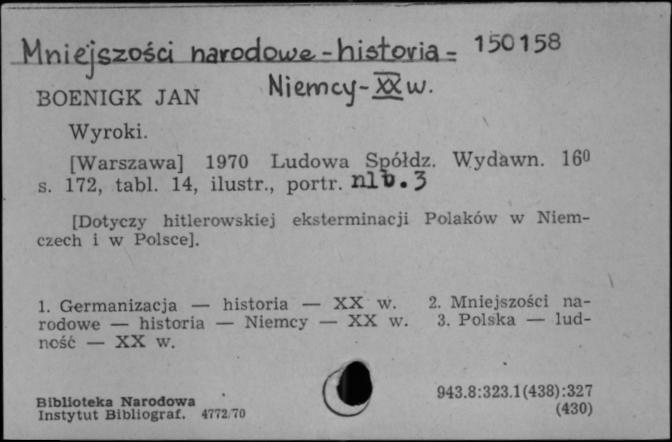 Mniejszości narodowe - historia = 150158
Niemcy - XX w.
BOENIGK JAN
Wyroki.
[Warszawa] 1970 Ludowa Spółdz. Wydawn. 16⁰
s. 172, tabl. 14, ilustr., portr. nlb. 3
[Dotyczy hitlerowskiej eksterminacji Polaków w Niem-
czech i w Polsce].
1. Germanizacja — historia — XX w. 2. Mniejszości na-
rodowe — historia — Niemcy — XX w. 3. Polska — lud-
ność — XX w.
Biblioteka Narodowa
Instytut Bibliograf. 4772/70
943.8:323.1(438):327
(430)